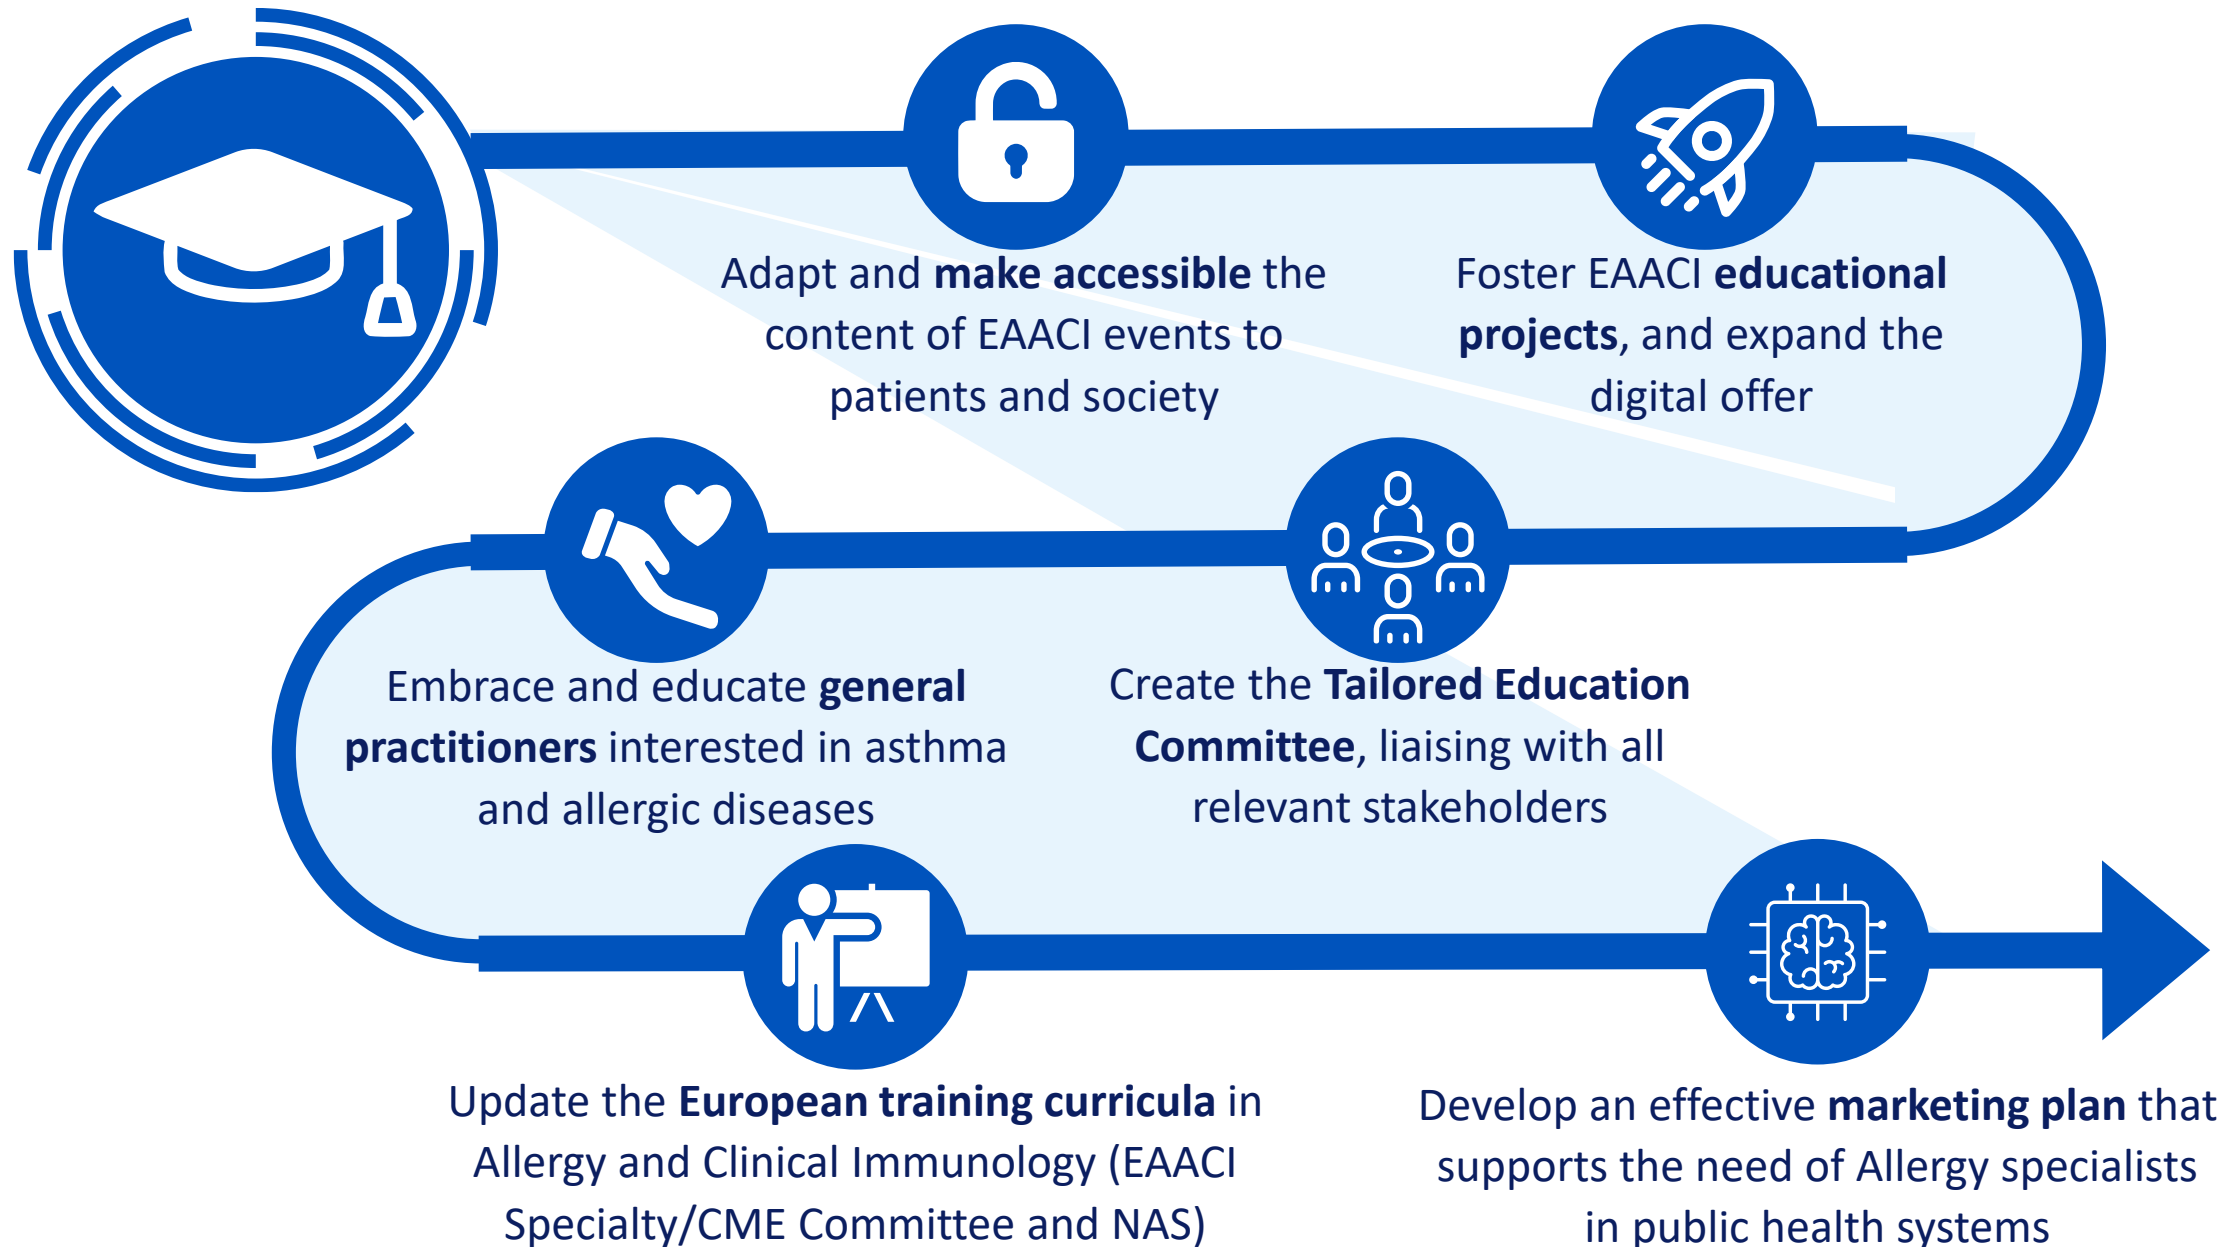 Adapt and make accessible the
content of EAACI events to
patients and society
Foster EAACI educational
projects, and expand the
digital offer
Embrace and educate general
practitioners interested in asthma
and allergic diseases
Create the Tailored Education
Committee, liaising with all
relevant stakeholders
Update the European training curricula in
Allergy and Clinical Immunology (EAACI
Specialty/CME Committee and NAS)
Develop an effective marketing plan that
supports the need of Allergy specialists
in public health systems